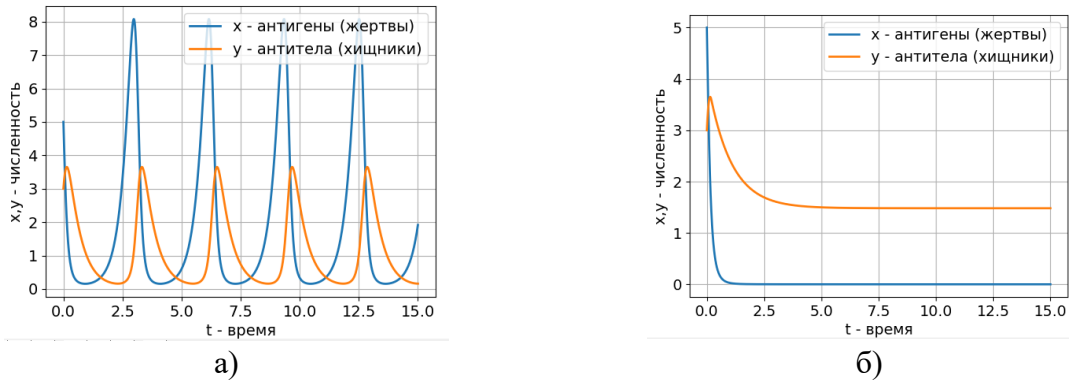 x - антигены (жертвы)
y - антитела (хищники)
x,y - численность
8
7
6
5
4
3
2
1
0
0.0 2.5 5.0 7.5 10.0 12.5 15.0
t - время
а)
x - антигены (жертвы)
y - антитела (хищники)
x,y - численность
5
4
3
2
1
0
0.0 2.5 5.0 7.5 10.0 12.5 15.0
t - время
б)